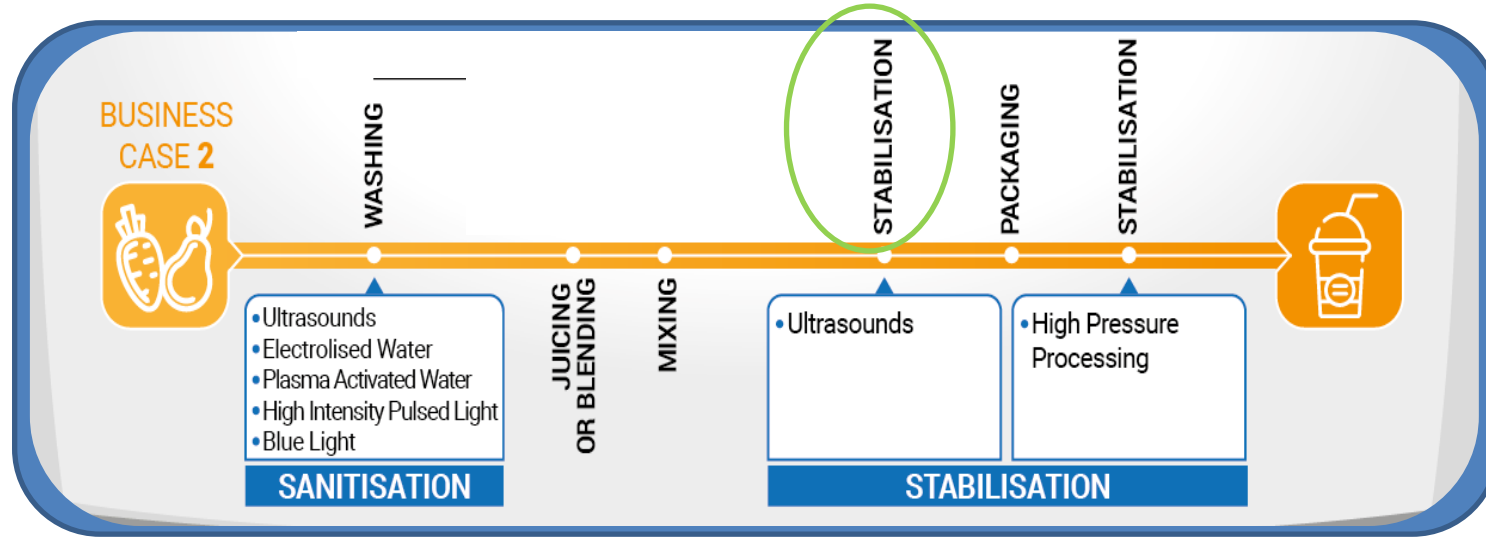 BUSINESS
CASE 2
WASHING
JUICING
OR BLENDING
MIXING
STABILISATION
PACKAGING
STABILISATION
•Ultrasounds
•Electrolised Water
•Plasma Activated Water
•High Intensity Pulsed Light
•Blue Light
SANITISATION
•Ultrasounds
•High Pressure
Processing
STABILISATION